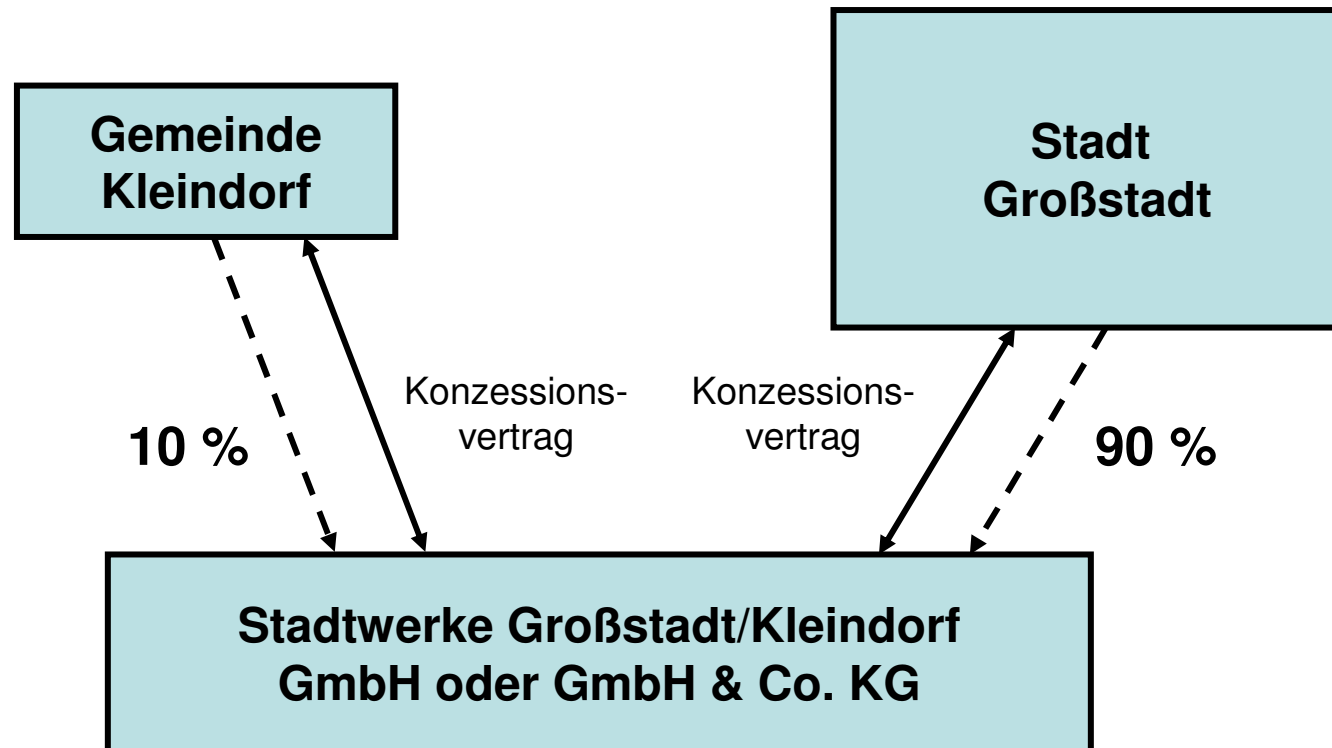 Gemeinde
Kleindorf
Stadt
Großstadt
Konzessions-
vertrag
Konzessions-
vertrag
10 %
90 %
Stadtwerke Großstadt/Kleindorf
GmbH oder GmbH & Co. KG